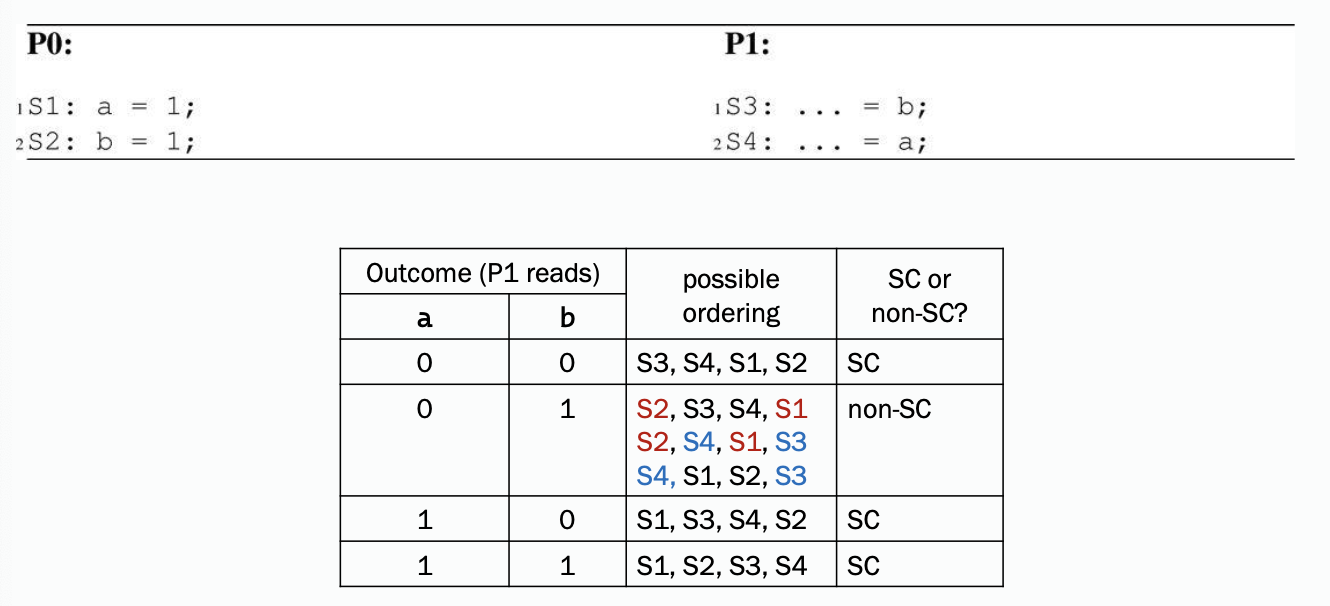 P0: P1:
1S1: a = 1; 1S3: ... = b;
2S2: b = 1; 2S4: ... = a;
Outcome (P1 reads) possible ordering SC or non-SC?
a b
0 0 S3, S4, S1, S2 SC
0 1 S2, S3, S4, S1 non-SC
S2, S4, S1, S3
S4, S1, S2, S3
1 0 S1, S3, S4, S2 SC
1 1 S1, S2, S3, S4 SC